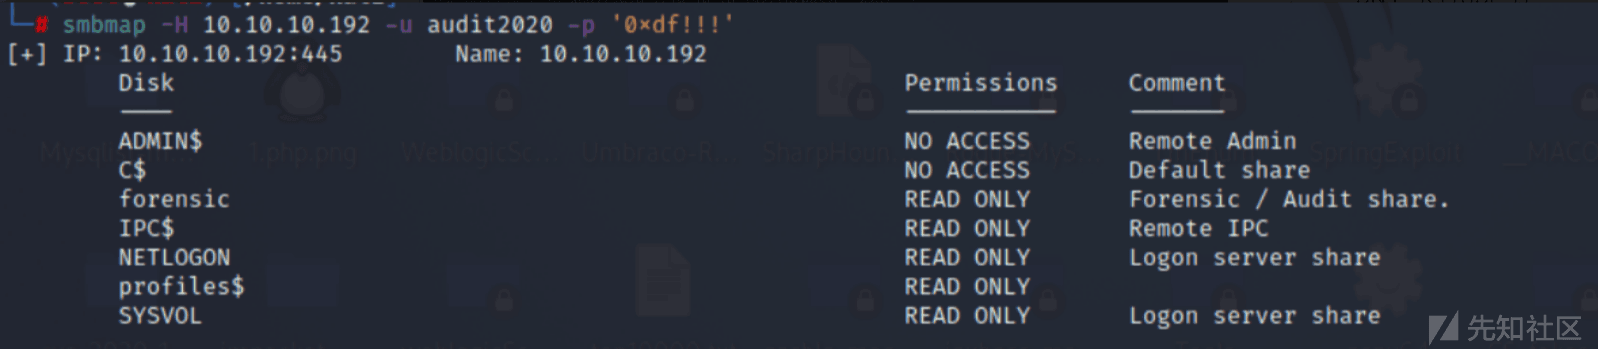 # smbmap -H 10.10.10.192 -u audit2020 -p '0xdf!!!'
[+] IP: 10.10.10.192:445 Name: 10.10.10.192
Disk Permissions Comment
---- ----------- -------
ADMIN$ NO ACCESS Remote Admin
C$ NO ACCESS Default share
forensic READ ONLY Forensic / Audit share.
IPC$ READ ONLY Remote IPC
NETLOGON READ ONLY Logon server share
profiles$ READ ONLY
SYSVOL READ ONLY Logon server share
先知社区